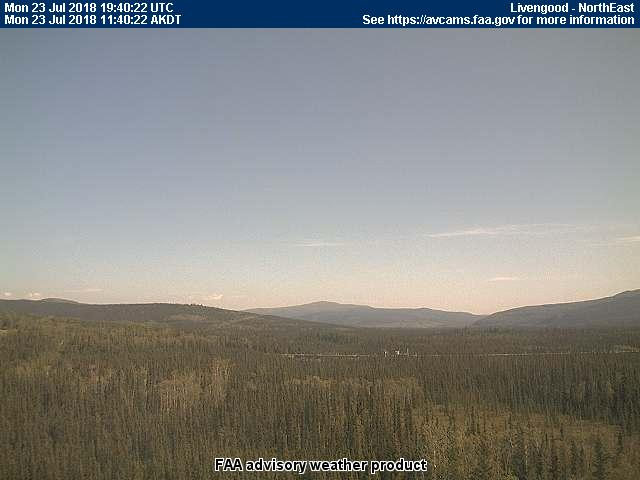 Mon 23 Jul 2018 19:40:22 UTC
Livengood - NorthEast
Mon 23 Jul 2018 11:40:22 AKDT
See https://avcams.faa.gov for more information
FAA advisory weather product